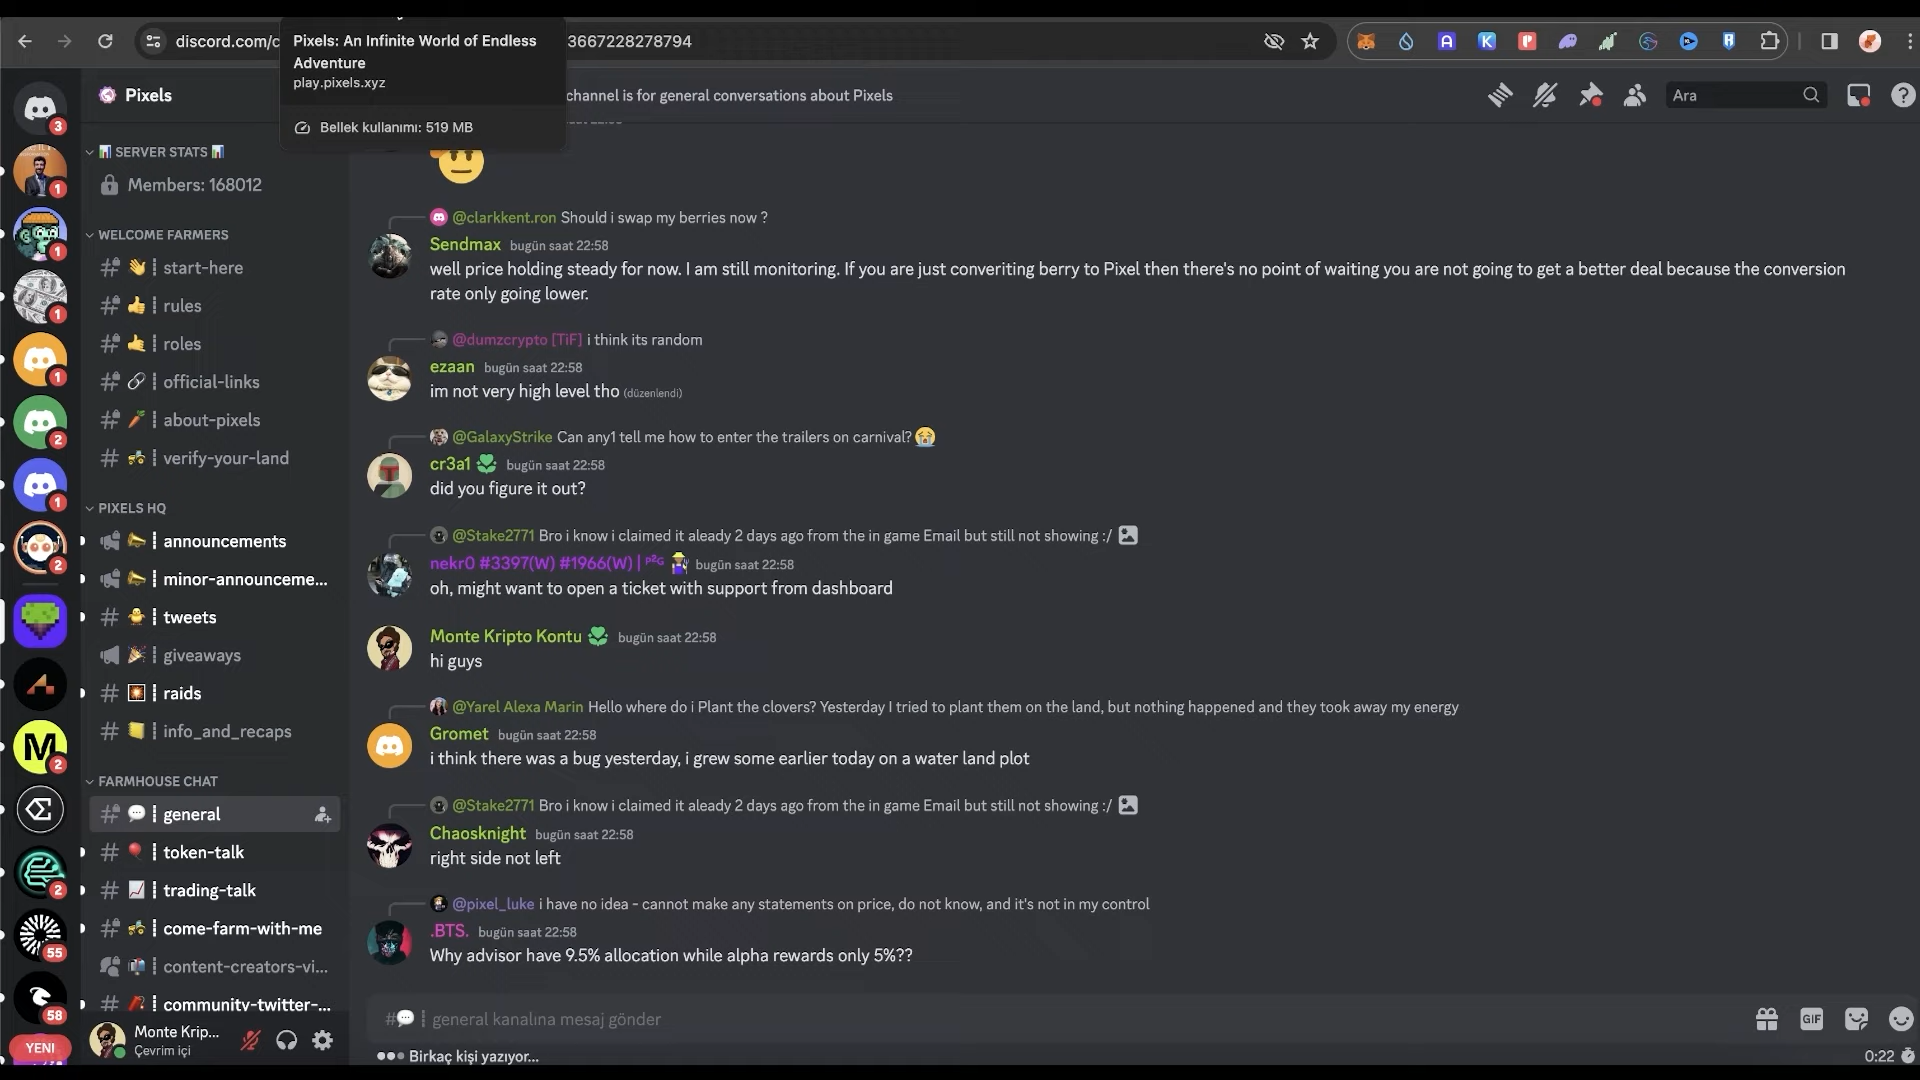 discord.com/c
3667228278794
Pixels: An Infinite World of Endless
Adventure
play.pixels.xyz
Bellek kullanımı: 519 MB
Pixels
channel is for general conversations about Pixels
Ara
SERVER STATS
Members: 168012
WELCOME FARMERS
start-here
rules
roles
official-links
about-pixels
verify-your-land
PIXELS HQ
announcements
minor-announceme...
tweets
giveaways
raids
info_and_recaps
FARMHOUSE CHAT
general
token-talk
trading-talk
come-farm-with-me
content-creators-vi...
community-twitter-...
Monte Krip...
Çevrim içi
3
1
1
1
1
2
1
2
2
2
55
58
YENİ
@clarkkent.ron Should i swap my berries now ?
Sendmax bugün saat 22:58
well price holding steady for now. I am still monitoring. If you are just converiting berry to Pixel then there's no point of waiting you are not going to get a better deal because the conversion
rate only going lower.
@dumzcrypto [TiF] i think its random
ezaan bugün saat 22:58
im not very high level tho (düzenlendi)
@GalaxyStrike Can any1 tell me how to enter the trailers on carnival?
cr3a1 bugün saat 22:58
did you figure it out?
@Stake2771 Bro i know i claimed it aleady 2 days ago from the in game Email but still not showing :/
nekr0 #3397(W) #1966(W) | P2G bugün saat 22:58
oh, might want to open a ticket with support from dashboard
Monte Kripto Kontu bugün saat 22:58
hi guys
@Yarel Alexa Marin Hello where do i Plant the clovers? Yesterday I tried to plant them on the land, but nothing happened and they took away my energy
Gromet bugün saat 22:58
i think there was a bug yesterday, i grew some earlier today on a water land plot
@Stake2771 Bro i know i claimed it aleady 2 days ago from the in game Email but still not showing :/
Chaosknight bugün saat 22:58
right side not left
@pixel_luke i have no idea - cannot make any statements on price, do not know, and it's not in my control
.BTS. bugün saat 22:58
Why advisor have 9.5% allocation while alpha rewards only 5%??
general kanalına mesaj gönder
GIF
Birkaç kişi yazıyor...
0:22